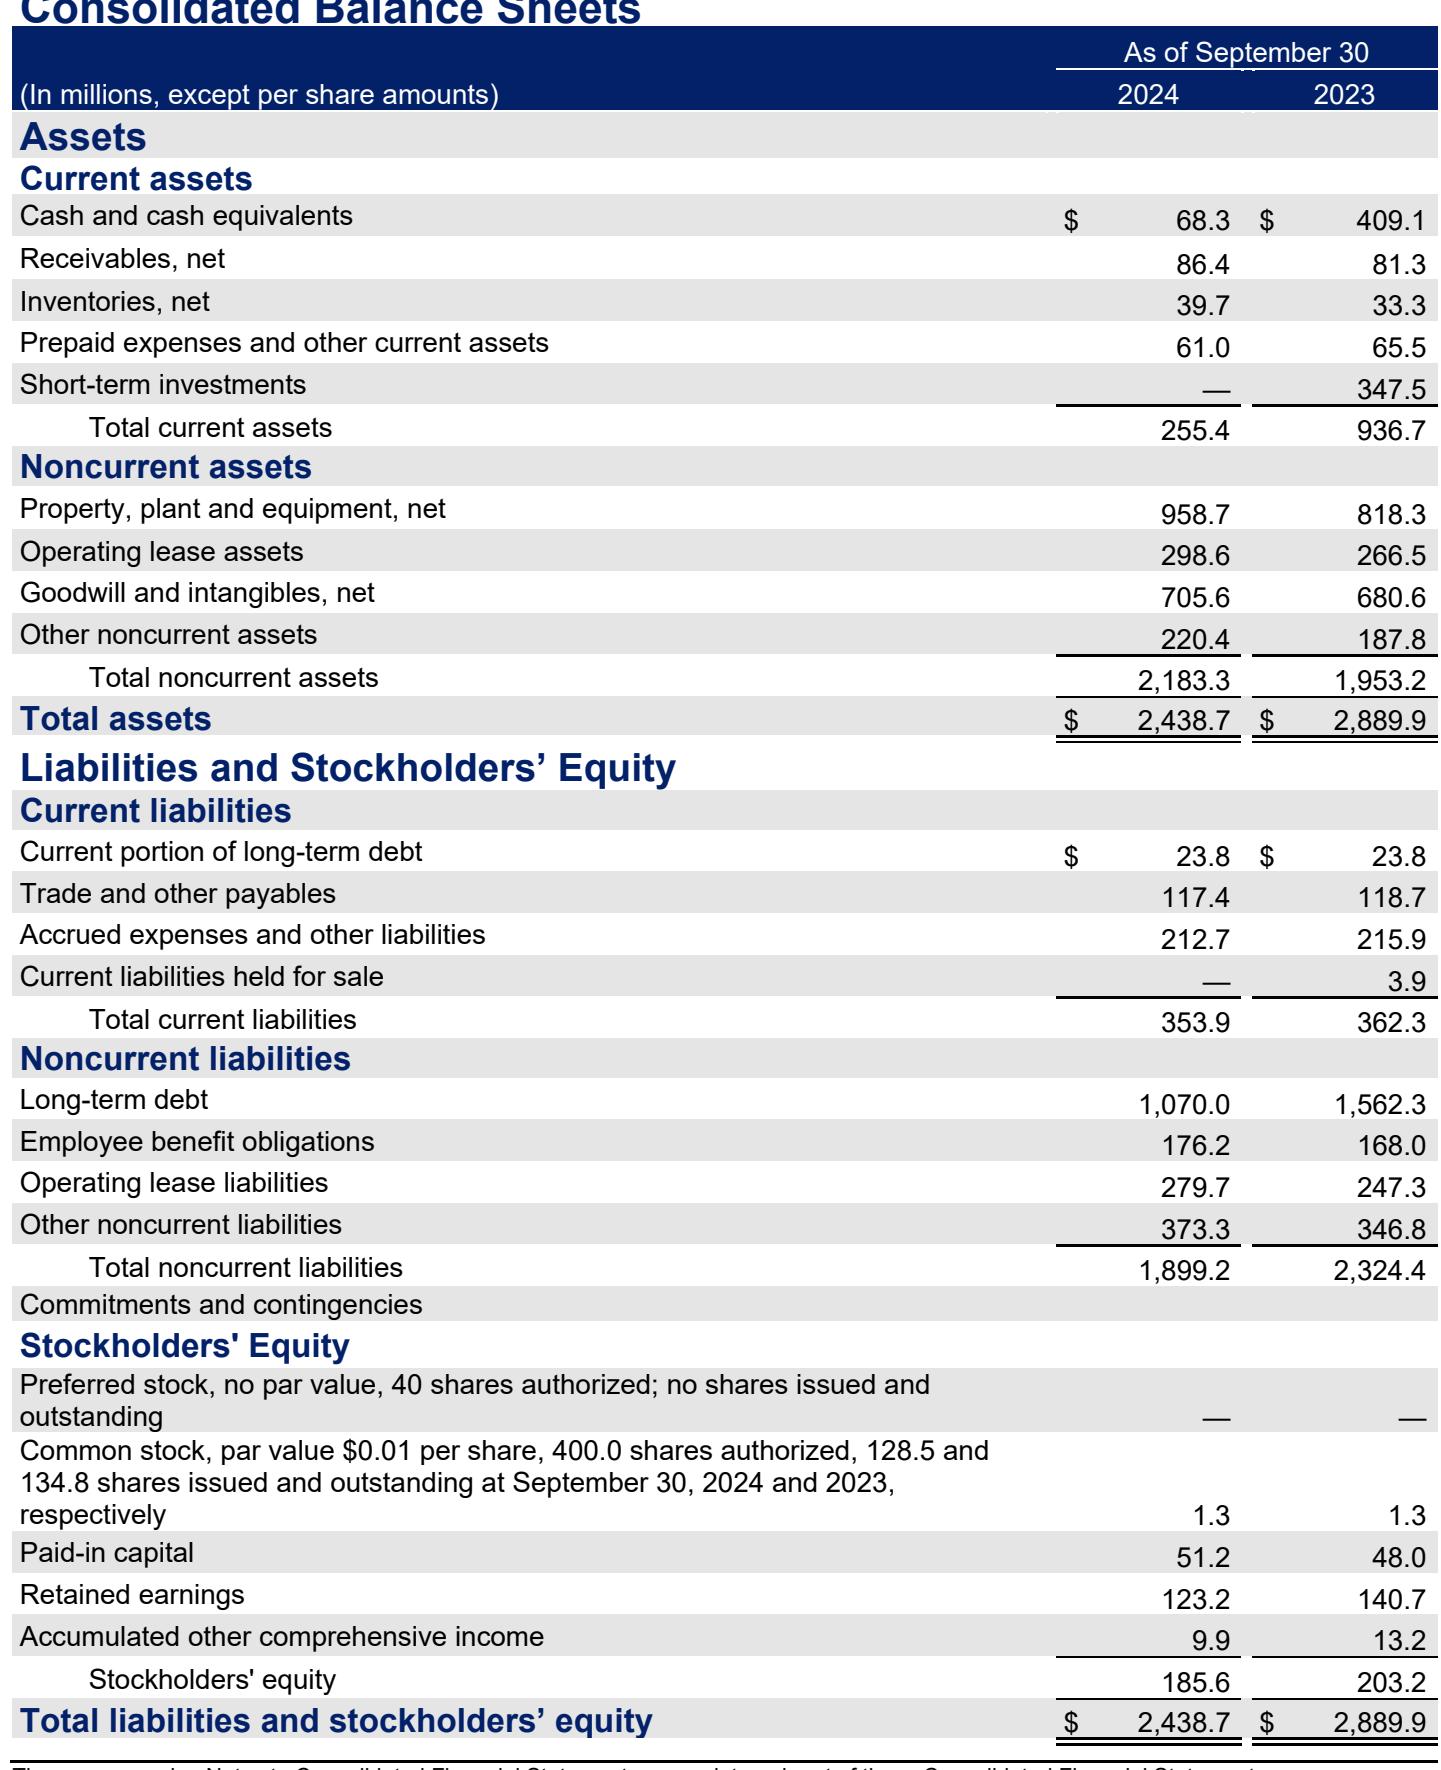 Consolidated Balance Sheets
As of September 30
(In millions, except per share amounts) 2024 2023
Assets
Current assets
Cash and cash equivalents $ 68.3 $ 409.1
Receivables, net 86.4 81.3
Inventories, net 39.7 33.3
Prepaid expenses and other current assets 61.0 65.5
Short-term investments — 347.5
Total current assets 255.4 936.7
Noncurrent assets
Property, plant and equipment, net 958.7 818.3
Operating lease assets 298.6 266.5
Goodwill and intangibles, net 705.6 680.6
Other noncurrent assets 220.4 187.8
Total noncurrent assets 2,183.3 1,953.2
Total assets $ 2,438.7 $ 2,889.9
Liabilities and Stockholders’ Equity
Current liabilities
Current portion of long-term debt $ 23.8 $ 23.8
Trade and other payables 117.4 118.7
Accrued expenses and other liabilities 212.7 215.9
Current liabilities held for sale — 3.9
Total current liabilities 353.9 362.3
Noncurrent liabilities
Long-term debt 1,070.0 1,562.3
Employee benefit obligations 176.2 168.0
Operating lease liabilities 279.7 247.3
Other noncurrent liabilities 373.3 346.8
Total noncurrent liabilities 1,899.2 2,324.4
Commitments and contingencies
Stockholders' Equity
Preferred stock, no par value, 40 shares authorized; no shares issued and
outstanding — —
Common stock, par value $0.01 per share, 400.0 shares authorized, 128.5 and
134.8 shares issued and outstanding at September 30, 2024 and 2023,
respectively 1.3 1.3
Paid-in capital 51.2 48.0
Retained earnings 123.2 140.7
Accumulated other comprehensive income 9.9 13.2
Stockholders' equity 185.6 203.2
Total liabilities and stockholders’ equity $ 2,438.7 $ 2,889.9